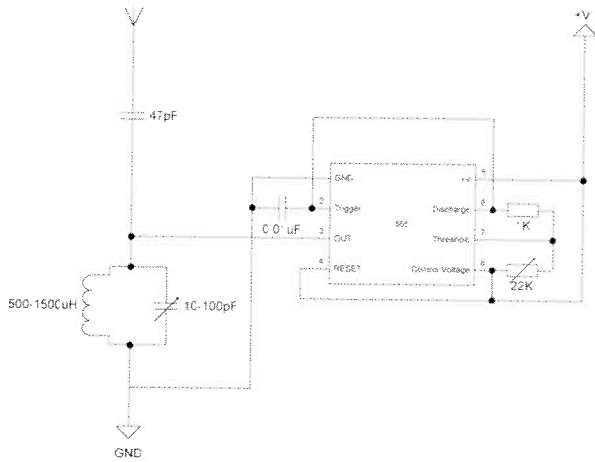 +V
47pF
GND
+V 5
2 Trigger
Discharge 6
0.01uF
555
1K
3 OUT
Threshold 7
4 RESET
Control Voltage 8
22K
500-1500uH
10-100pF
GND